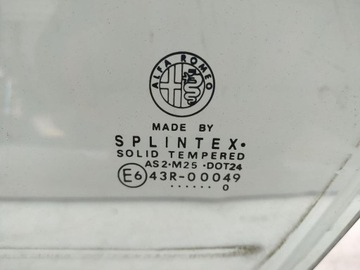 ALFA ROMEO
MADE BY
SPLINTEX•
SOLID TEMPERED
AS2•M25 •DOT24
E6 43R-00049
...... 0